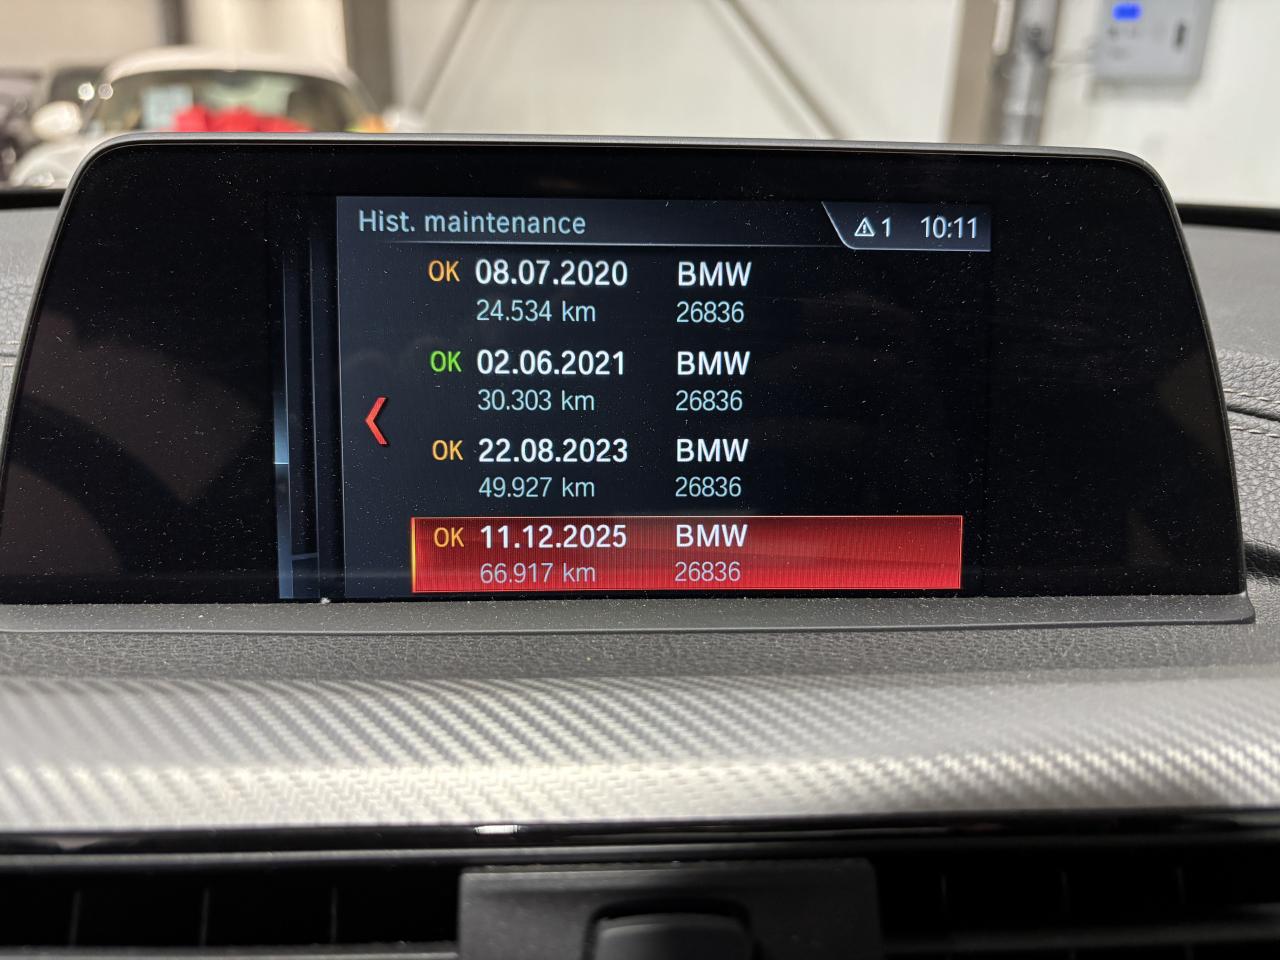 Hist. maintenance 1 10:11
OK 08.07.2020 BMW
24.534 km 26836
OK 02.06.2021 BMW
30.303 km 26836
OK 22.08.2023 BMW
49.927 km 26836
OK 11.12.2025 BMW
66.917 km 26836